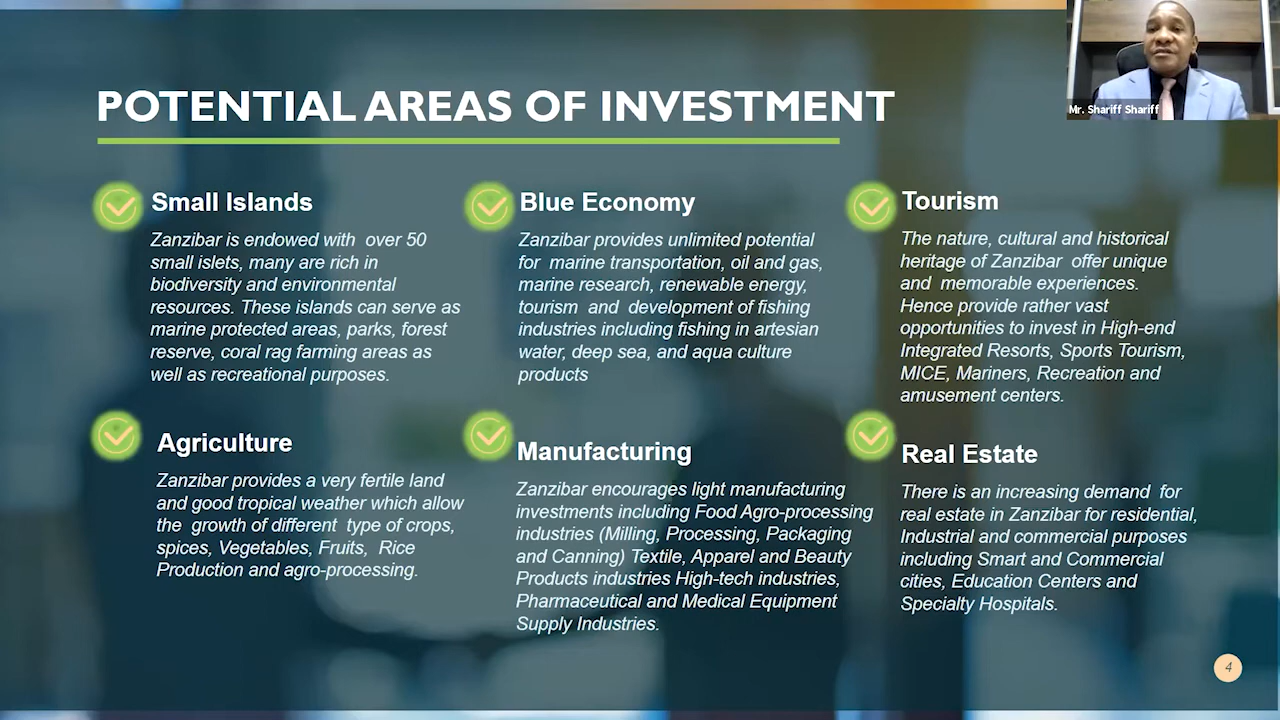 POTENTIAL AREAS OF INVESTMENT
Mr. Shariff Shariff
Small Islands
Zanzibar is endowed with over 50
small islets, many are rich in
biodiversity and environmental
resources. These islands can serve as
marine protected areas, parks, forest
reserve, coral rag farming areas as
well as recreational purposes.
Blue Economy
Zanzibar provides unlimited potential
for marine transportation, oil and gas,
marine research, renewable energy,
tourism and development of fishing
industries including fishing in artesian
water, deep sea, and aqua culture
products
Tourism
The nature, cultural and historical
heritage of Zanzibar offer unique
and memorable experiences.
Hence provide rather vast
opportunities to invest in High-end
Integrated Resorts, Sports Tourism,
MICE, Mariners, Recreation and
amusement centers.
Agriculture
Zanzibar provides a very fertile land
and good tropical weather which allow
the growth of different type of crops,
spices, Vegetables, Fruits, Rice
Production and agro-processing.
Manufacturing
Zanzibar encourages light manufacturing
investments including Food Agro-processing
industries (Milling, Processing, Packaging
and Canning) Textile, Apparel and Beauty
Products industries High-tech industries,
Pharmaceutical and Medical Equipment
Supply Industries.
Real Estate
There is an increasing demand for
real estate in Zanzibar for residential,
Industrial and commercial purposes
including Smart and Commercial
cities, Education Centers and
Specialty Hospitals.
4